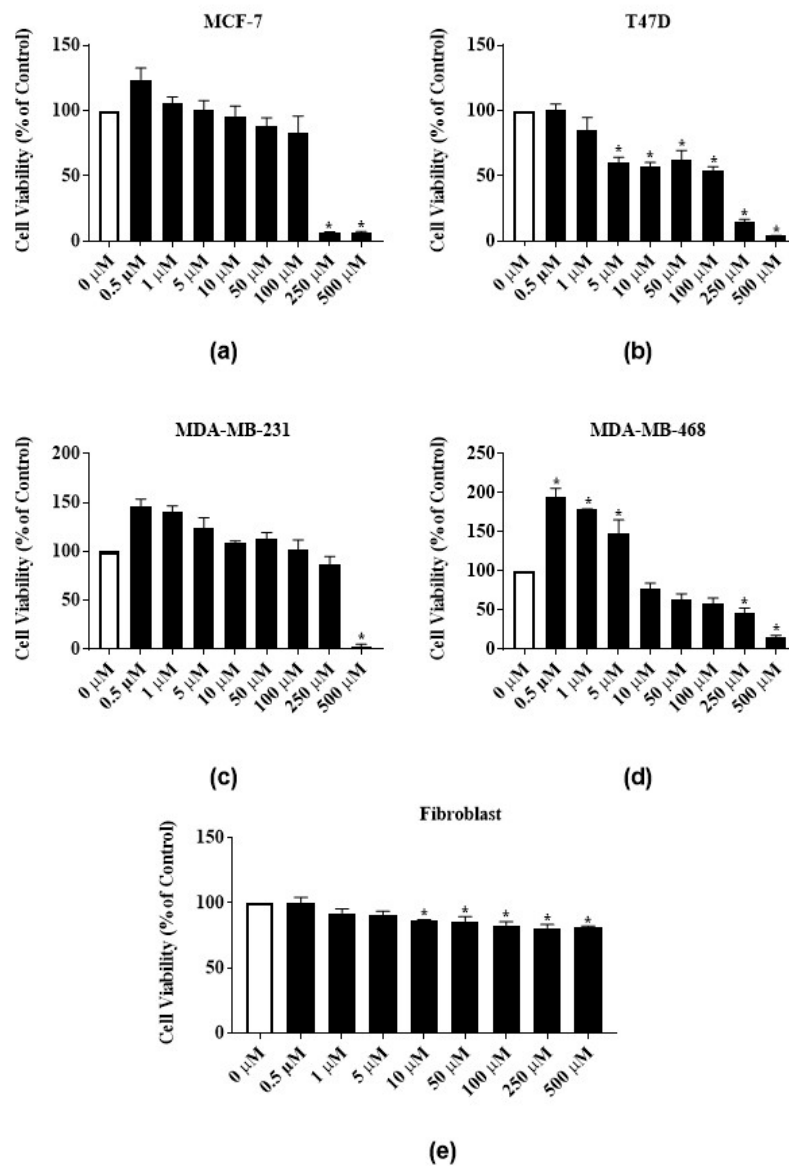 MCF-7
Cell Viability (% of Control)
150
100
50
0
* *
0 μM 0.5 μM 1 μM 5 μM 10 μM 50 μM 100 μM 250 μM 500 μM
(a)
T47D
Cell Viability (% of Control)
150
100
50
0
* * * * * *
0 μM 0.5 μM 1 μM 5 μM 10 μM 50 μM 100 μM 250 μM 500 μM
(b)
MDA-MB-231
Cell Viability (% of Control)
200
150
100
50
0
*
0 μM 0.5 μM 1 μM 5 μM 10 μM 50 μM 100 μM 250 μM 500 μM
(c)
MDA-MB-468
Cell Viability (% of Control)
250
200
150
100
50
0
* * * * *
0 μM 0.5 μM 1 μM 5 μM 10 μM 50 μM 100 μM 250 μM 500 μM
(d)
Fibroblast
Cell Viability (% of Control)
150
100
50
0
* * * * *
0 μM 0.5 μM 1 μM 5 μM 10 μM 50 μM 100 μM 250 μM 500 μM
(e)